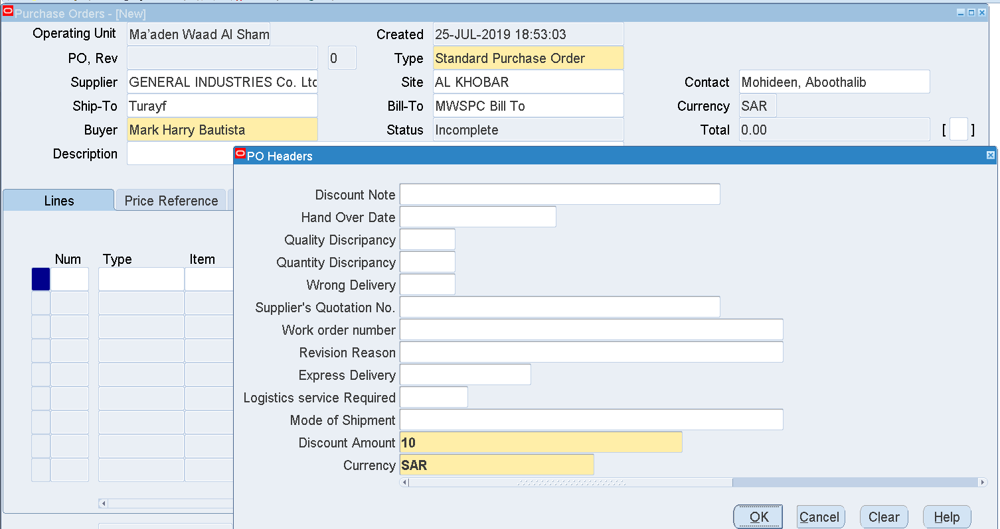 Purchase Orders - [New]
Operating Unit Ma'aden Waad Al Sham Created 25-JUL-2019 18:53:03
PO, Rev 0 Type Standard Purchase Order
Supplier GENERAL INDUSTRIES Co. Ltd Site AL KHOBAR Contact Mohideen, Aboothalib
Ship-To Turayf Bill-To MWSPC Bill To Currency SAR
Buyer Mark Harry Bautista Status Incomplete Total 0.00 [ ]
Description
PO Headers
Lines Price Reference
Num Type Item
Discount Note
Hand Over Date
Quality Discripancy
Quantity Discripancy
Wrong Delivery
Supplier's Quotation No.
Work order number
Revision Reason
Express Delivery
Logistics service Required
Mode of Shipment
Discount Amount 10
Currency SAR
OK Cancel Clear Help